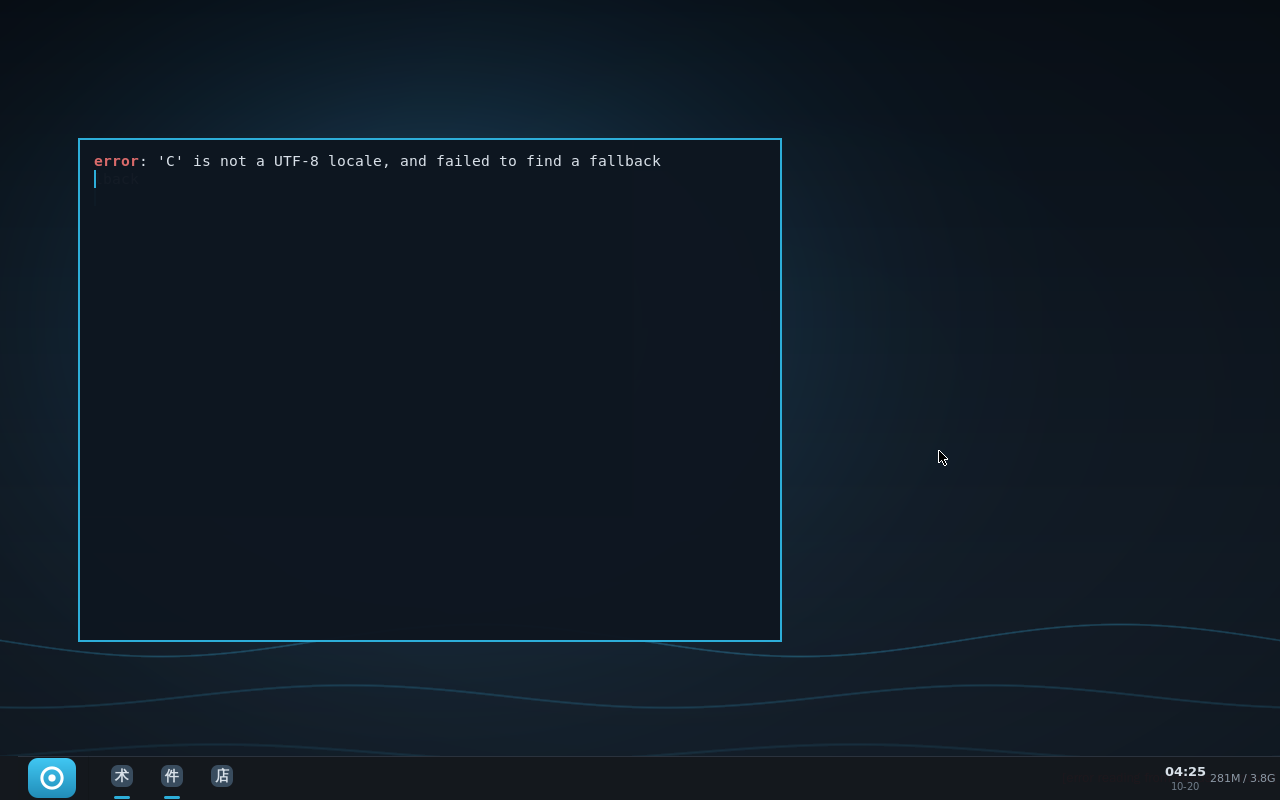 error: 'C' is not a UTF-8 locale, and failed to find a fallback
术
件
店
04:25
10-20
281M / 3.8G